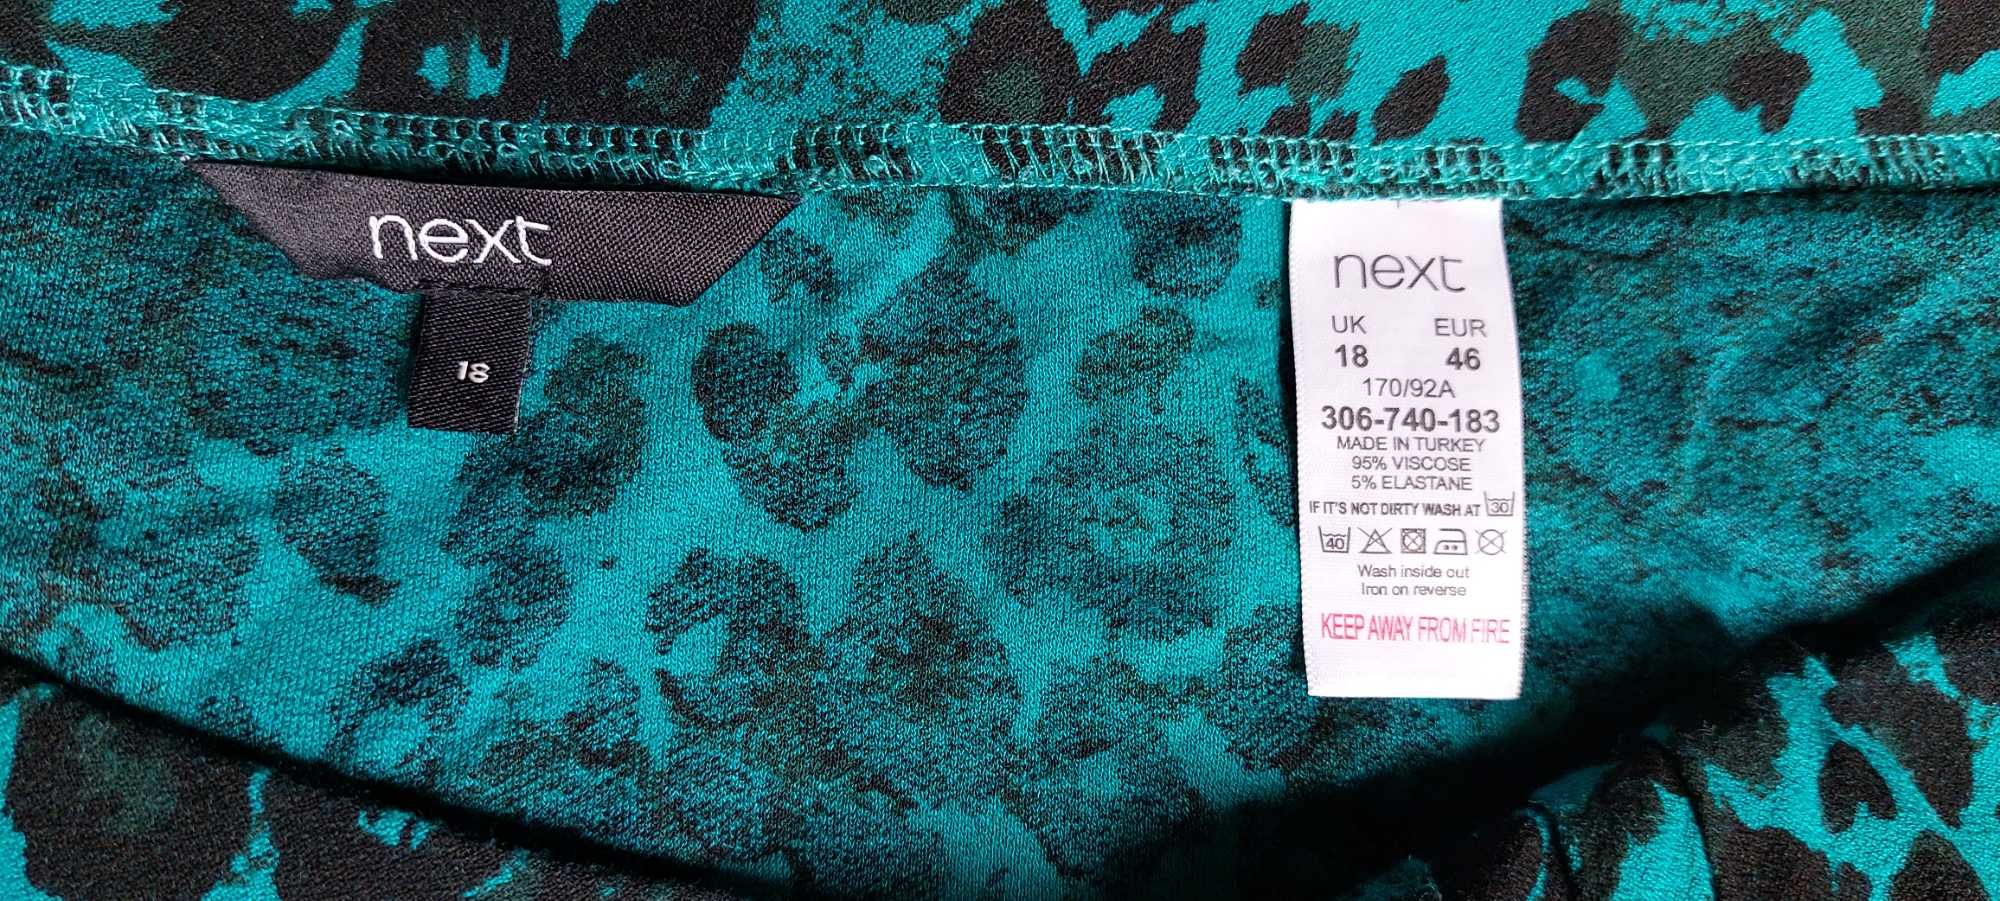 next
18
next
UK EUR
18 46
170/92A
306-740-183
MADE IN TURKEY
95% VISCOSE
5% ELASTANE
IF IT'S NOT DIRTY WASH AT 30
40
Wash inside out
Iron on reverse
KEEP AWAY FROM FIRE